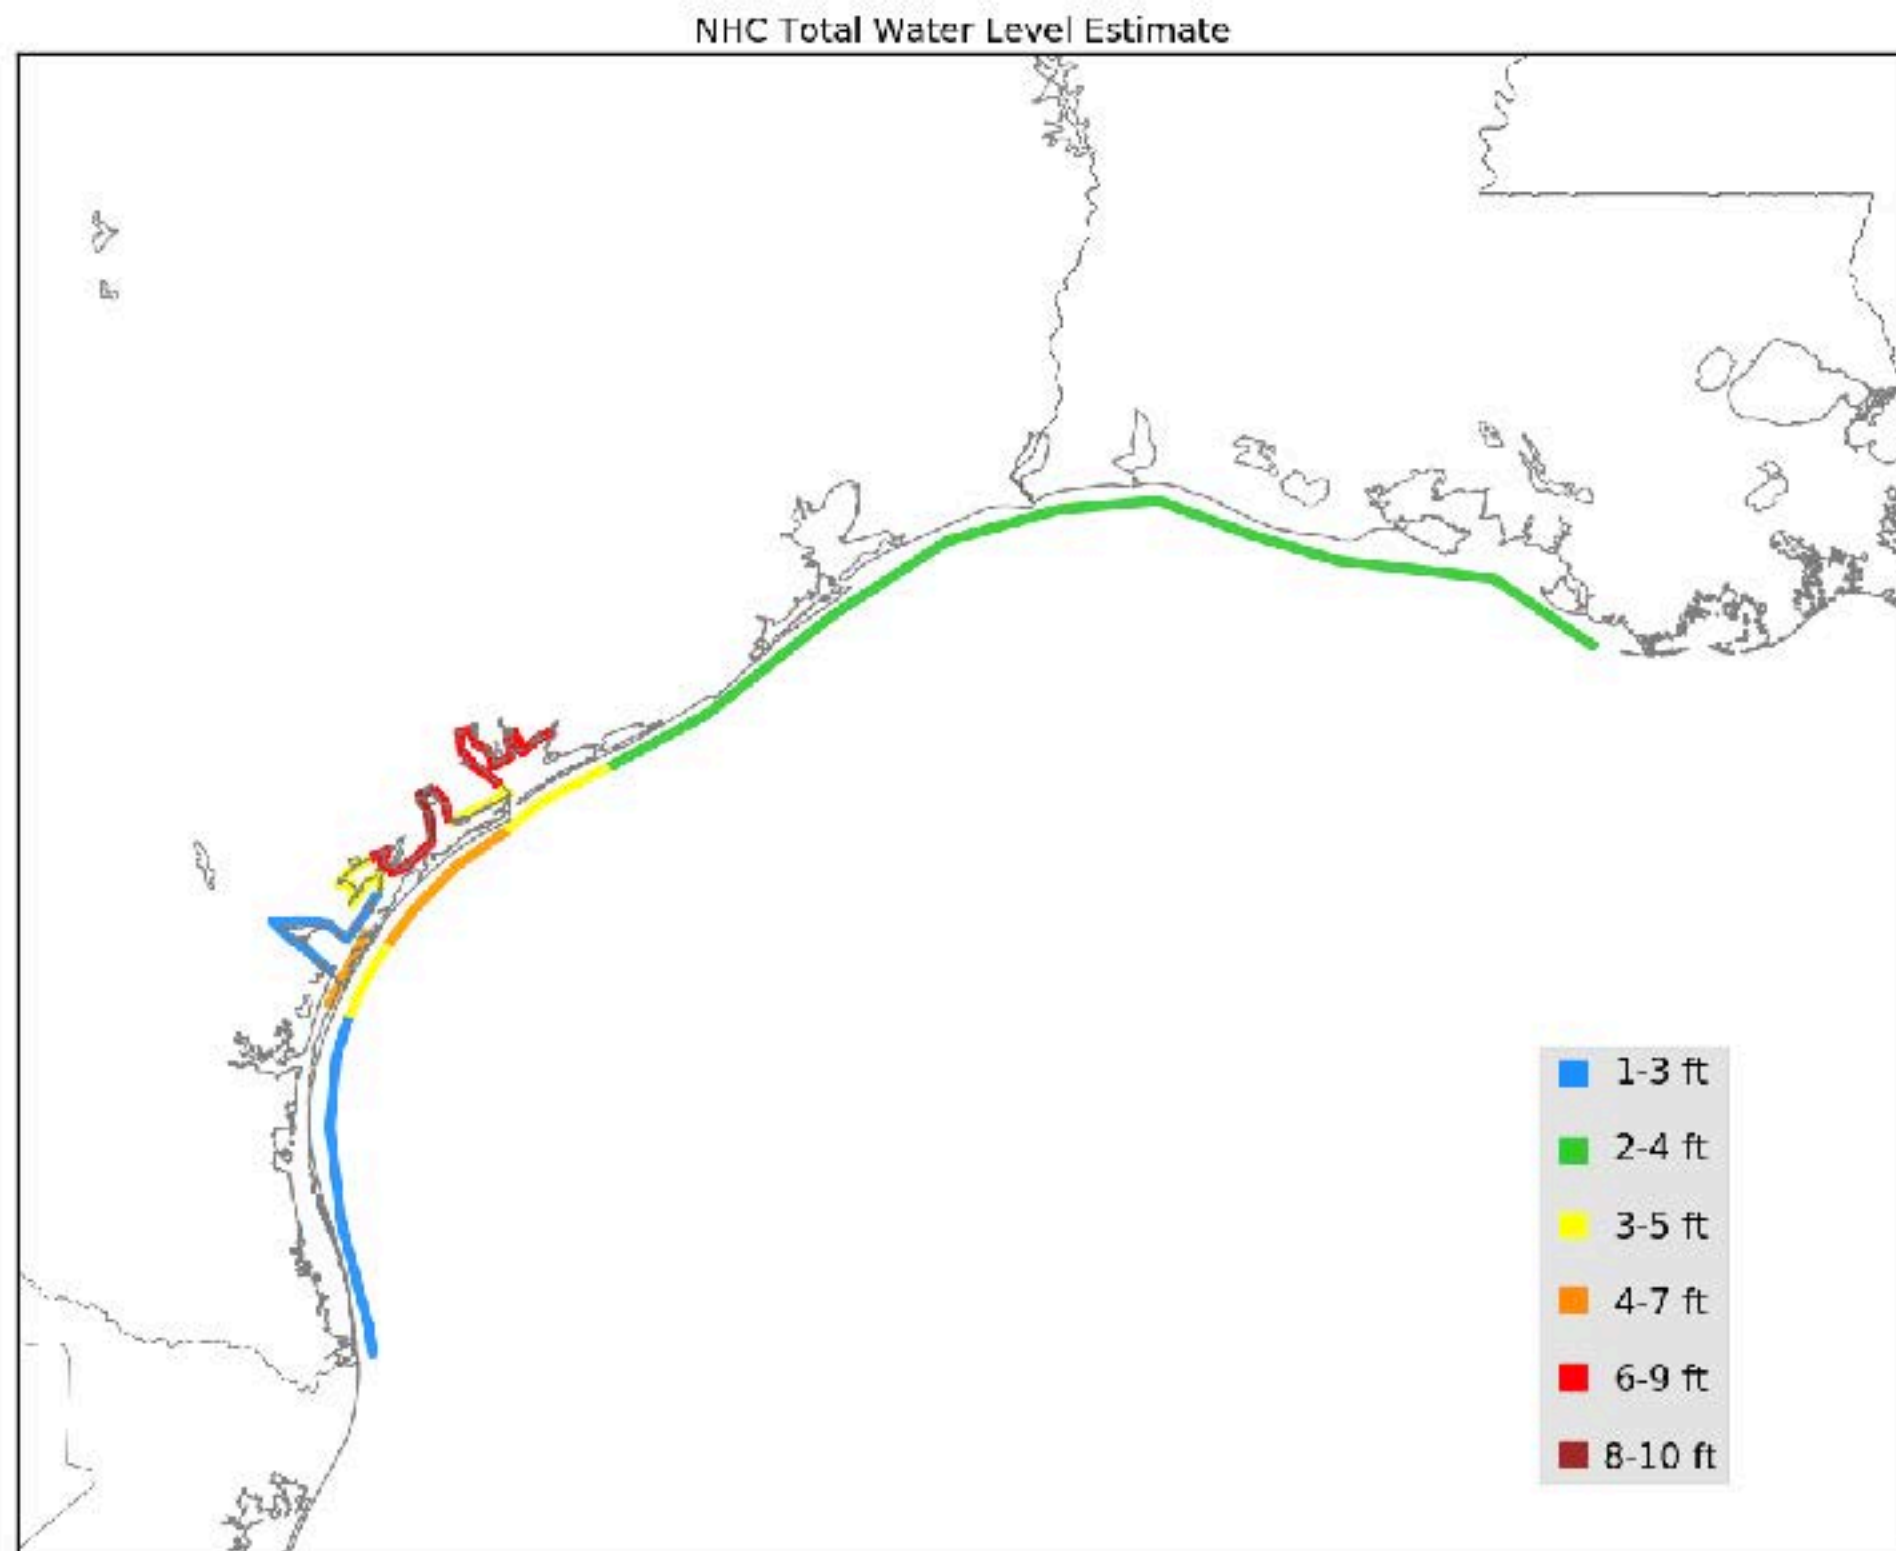 NHC Total Water Level Estimate
1-3 ft
2-4 ft
3-5 ft
4-7 ft
6-9 ft
8-10 ft